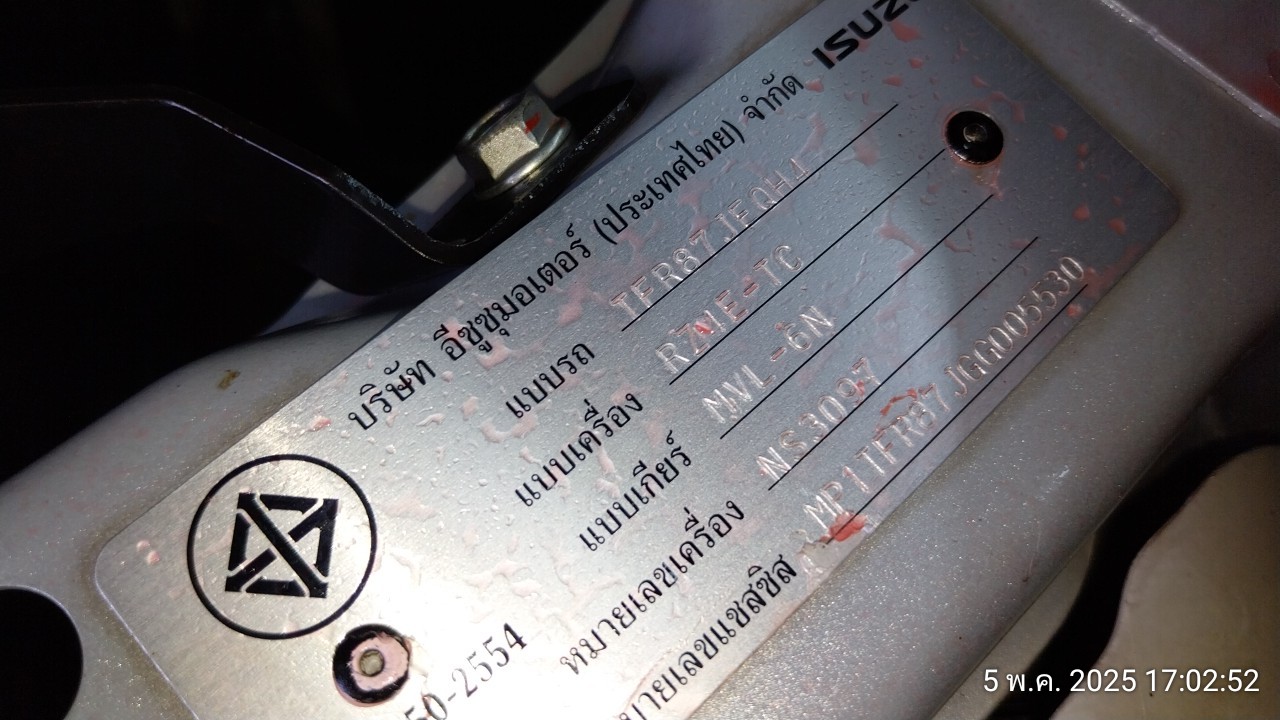 ISUZU
บริษัท อีซูซุมอเตอร์ (ประเทศไทย) จำกัด
แบบรถ TFR87JEQHJ
แบบเครื่อง RZ4E-TC
แบบเกียร์ MVL-6N
หมายเลขเครื่อง NS3097
หมายเลขแชสซิส MP1TFR87JGG005530
50-2554
5 พ.ค. 2025 17:02:52